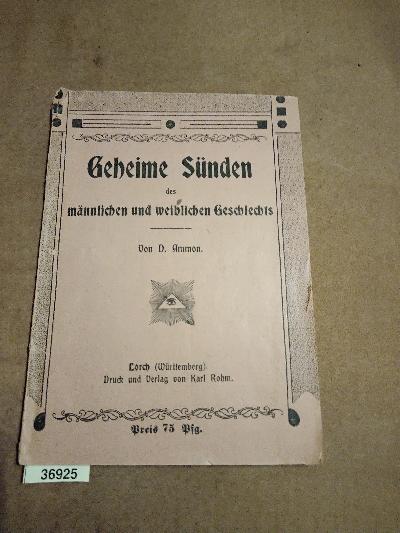 Geheime Sünden
des
männlichen und weiblichen Geschlechts
Von D. Ammon.
Lorch (Württemberg)
Druck und Verlag von Karl Rohm.
Preis 75 Pfg.
36925